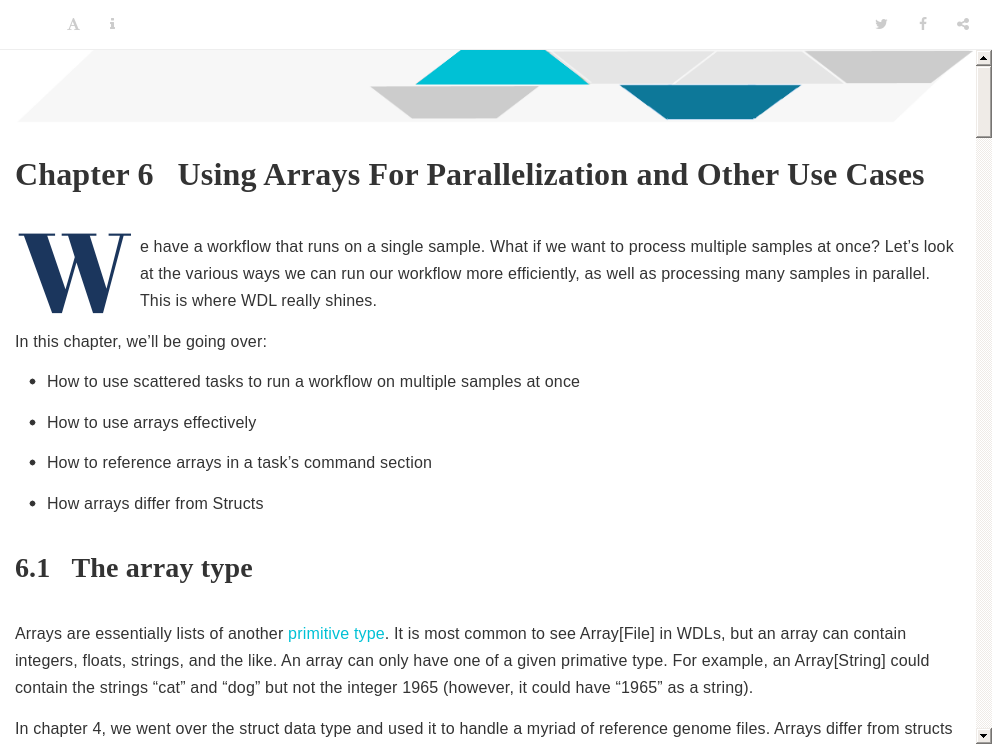 Chapter 6 Using Arrays For Parallelization and Other Use Cases
We have a workflow that runs on a single sample. What if we want to process multiple samples at once? Let’s look
at the various ways we can run our workflow more efficiently, as well as processing many samples in parallel.
This is where WDL really shines.
In this chapter, we’ll be going over:
• How to use scattered tasks to run a workflow on multiple samples at once
• How to use arrays effectively
• How to reference arrays in a task’s command section
• How arrays differ from Structs
6.1 The array type
Arrays are essentially lists of another primitive type. It is most common to see Array[File] in WDLs, but an array can contain
integers, floats, strings, and the like. An array can only have one of a given primative type. For example, an Array[String] could
contain the strings “cat” and “dog” but not the integer 1965 (however, it could have “1965” as a string).
In chapter 4, we went over the struct data type and used it to handle a myriad of reference genome files. Arrays differ from structs